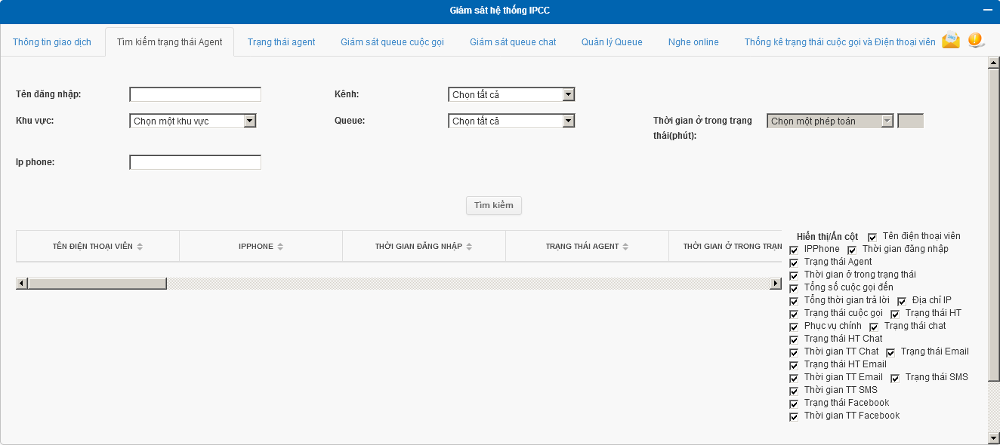 Giám sát hệ thống IPCC
Thông tin giao dịch Tìm kiếm trạng thái Agent Trạng thái agent Giám sát queue cuộc gọi Giám sát queue chat Quản lý Queue Nghe online Thống kê trạng thái cuộc gọi và Điện thoại viên
Tên đăng nhập: Kênh: Chọn tất cả
Khu vực: Chọn một khu vực Queue: Chọn tất cả Thời gian ở trong trạng thái(phút): Chọn một phép toán
Ip phone:
Tìm kiếm
TÊN ĐIỆN THOẠI VIÊN IPPHONE THỜI GIAN ĐĂNG NHẬP TRẠNG THÁI AGENT THỜI GIAN Ở TRONG TRẠN
Hiển thị/Ẩn cột Tên điện thoại viên
IPPhone Thời gian đăng nhập
Trạng thái Agent
Thời gian ở trong trạng thái
Tổng số cuộc gọi đến
Tổng thời gian trả lời Địa chỉ IP
Trạng thái cuộc gọi Trạng thái HT
Phục vụ chính Trạng thái chat
Trạng thái HT Chat
Thời gian TT Chat Trạng thái Email
Trạng thái HT Email
Thời gian TT Email Trạng thái SMS
Thời gian TT SMS
Trạng thái Facebook
Thời gian TT Facebook